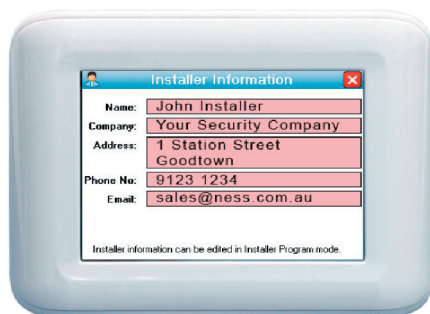 Installer Information
Name: John Installer
Company: Your Security Company
Address: 1 Station Street
Goodtown
Phone No: 9123 1234
Email: sales@ness.com.au
Installer information can be edited in Installer Program mode.